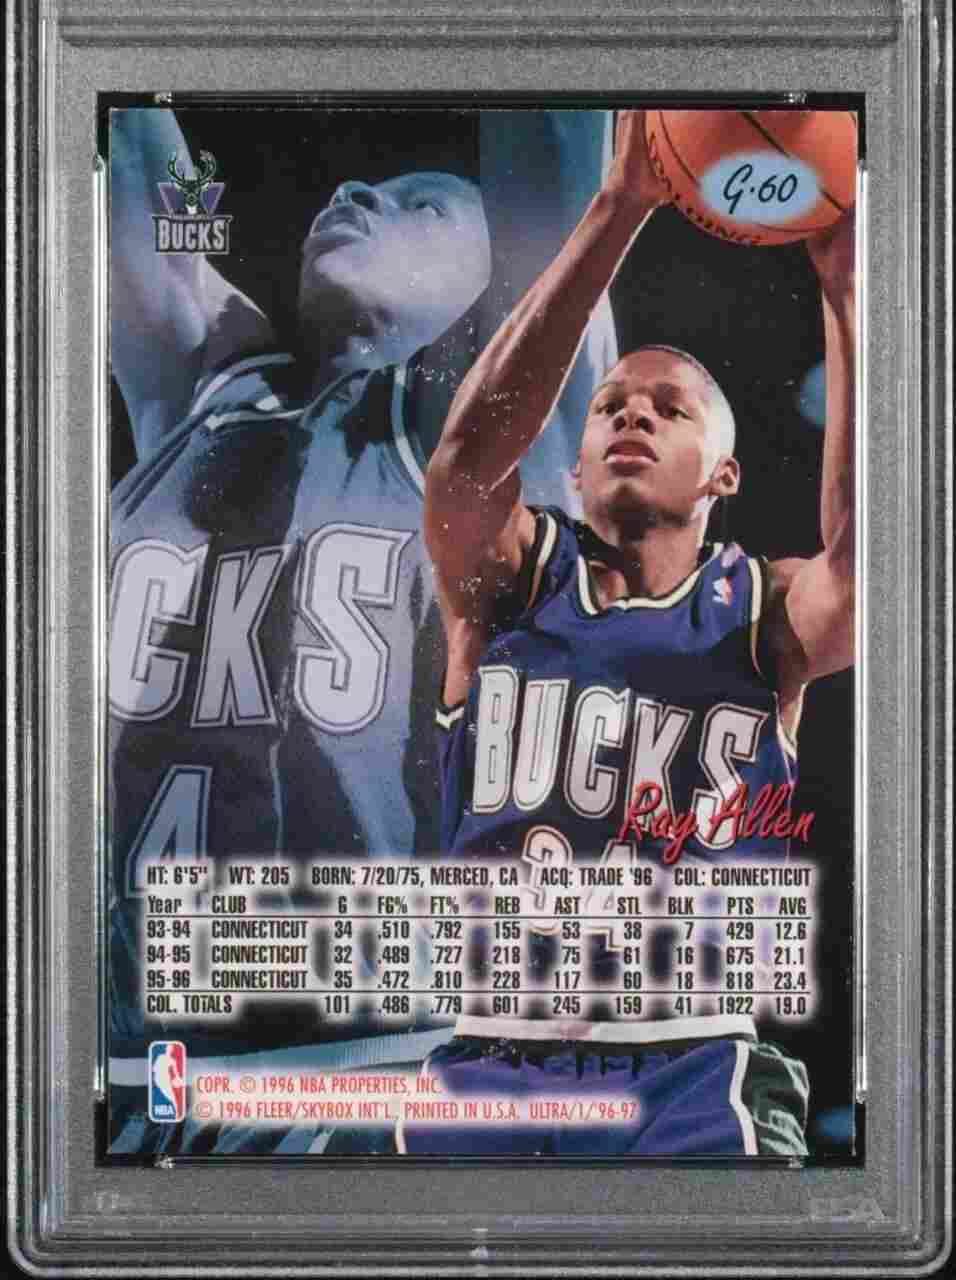 BUCKS
G·60
CKS
4
BUCKS
34
Ray Allen
HT: 6'5" WT: 205 BORN: 7/20/75, MERCED, CA ACQ: TRADE '96 COL: CONNECTICUT
Year CLUB G FG% FT% REB AST STL BLK PTS AVG
93-94 CONNECTICUT 34 .510 .792 155 53 38 7 429 12.6
94-95 CONNECTICUT 32 .489 .727 218 75 61 16 675 21.1
95-96 CONNECTICUT 35 .472 .810 228 117 60 18 818 23.4
COL. TOTALS 101 .486 .779 601 245 159 41 1922 19.0
NBA
COPR. © 1996 NBA PROPERTIES, INC.
© 1996 FLEER/SKYBOX INT'L., PRINTED IN U.S.A. ULTRA/1/'96-97
PSA